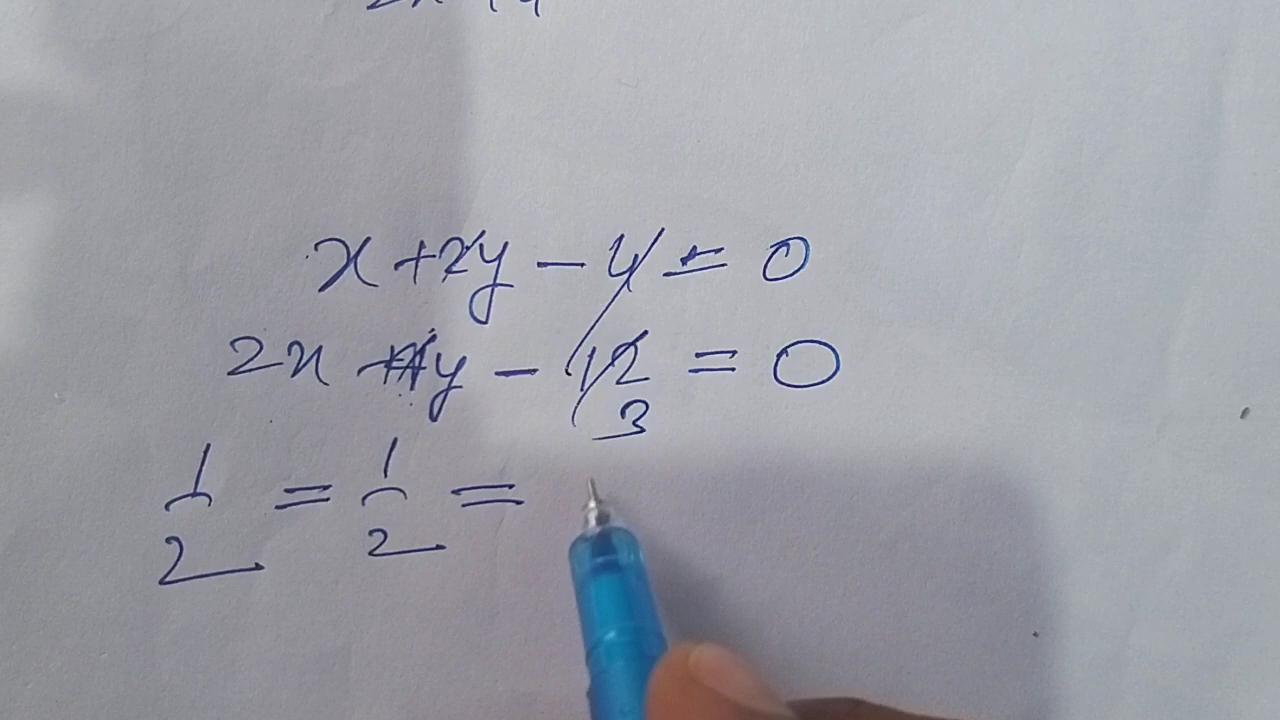 x + 2y - 4 = 0
2x + 4y - 12 = 0
3
1/2 = 1/2 =